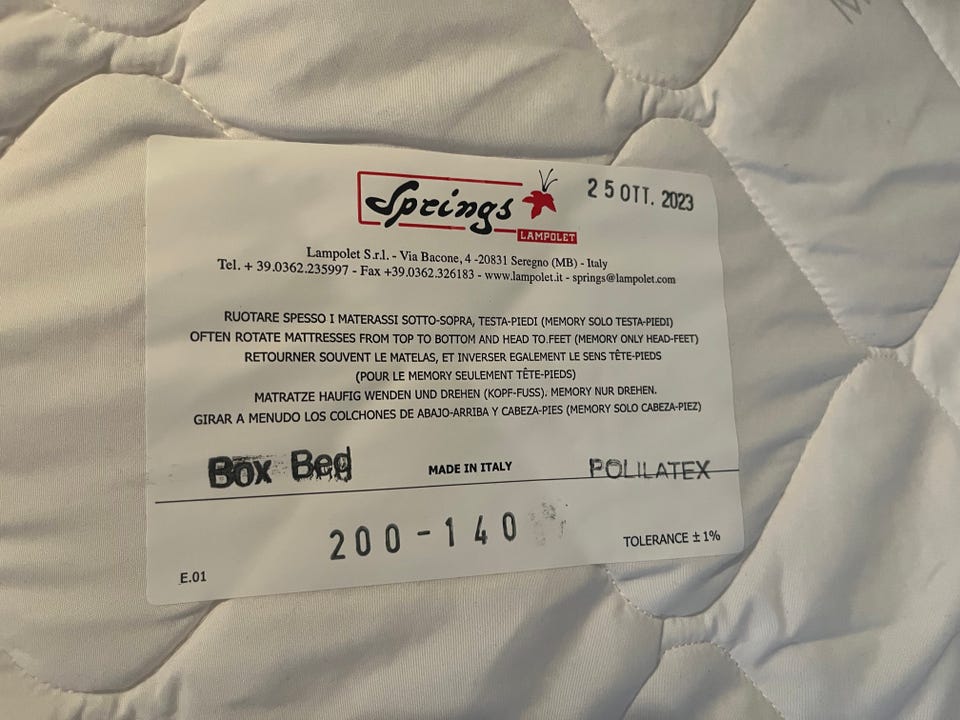 Springs
LAMPOLET
25 OTT. 2023
Lampolet S.r.l. - Via Bacone, 4 -20831 Seregno (MB) - Italy
Tel. + 39.0362.235997 - Fax +39.0362.326183 - www.lampolet.it - springs@lampolet.com
RUOTARE SPESSO I MATERASSI SOTTO-SOPRA, TESTA-PIEDI (MEMORY SOLO TESTA-PIEDI)
OFTEN ROTATE MATTRESSES FROM TOP TO BOTTOM AND HEAD TO.FEET (MEMORY ONLY HEAD-FEET)
RETOURNER SOUVENT LE MATELAS, ET INVERSER EGALEMENT LE SENS TÊTE-PIEDS
(POUR LE MEMORY SEULEMENT TÊTE-PIEDS)
MATRATZE HAUFIG WENDEN UND DREHEN (KOPF-FUSS). MEMORY NUR DREHEN.
GIRAR A MENUDO LOS COLCHONES DE ABAJO-ARRIBA Y CABEZA-PIES (MEMORY SOLO CABEZA-PIEZ)
Box Bed MADE IN ITALY POLILATEX
200-140
TOLERANCE ± 1%
E.01